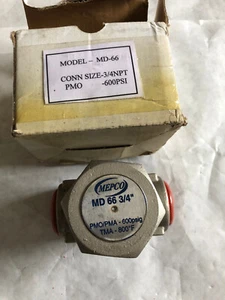 MODEL - MD-66
CONN SIZE-3/4NPT
PMO -600PSI
MEPCO
MD 66 3/4"
PMO/PMA - 600psig
TMA - 800°F